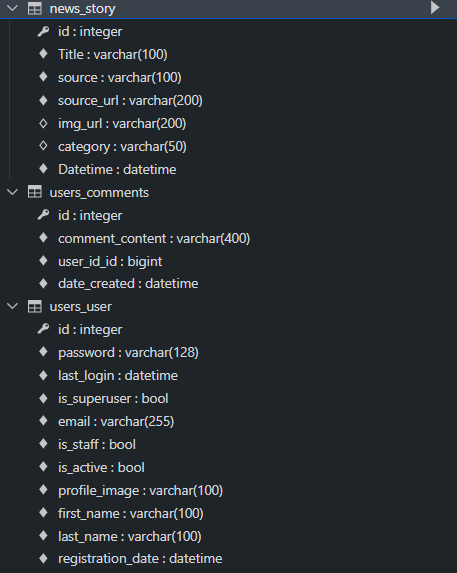 news_story
id : integer
Title : varchar(100)
source : varchar(100)
source_url : varchar(200)
img_url : varchar(200)
category : varchar(50)
Datetime : datetime
users_comments
id : integer
comment_content : varchar(400)
user_id_id : bigint
date_created : datetime
users_user
id : integer
password : varchar(128)
last_login : datetime
is_superuser : bool
email : varchar(255)
is_staff : bool
is_active : bool
profile_image : varchar(100)
first_name : varchar(100)
last_name : varchar(100)
registration_date : datetime